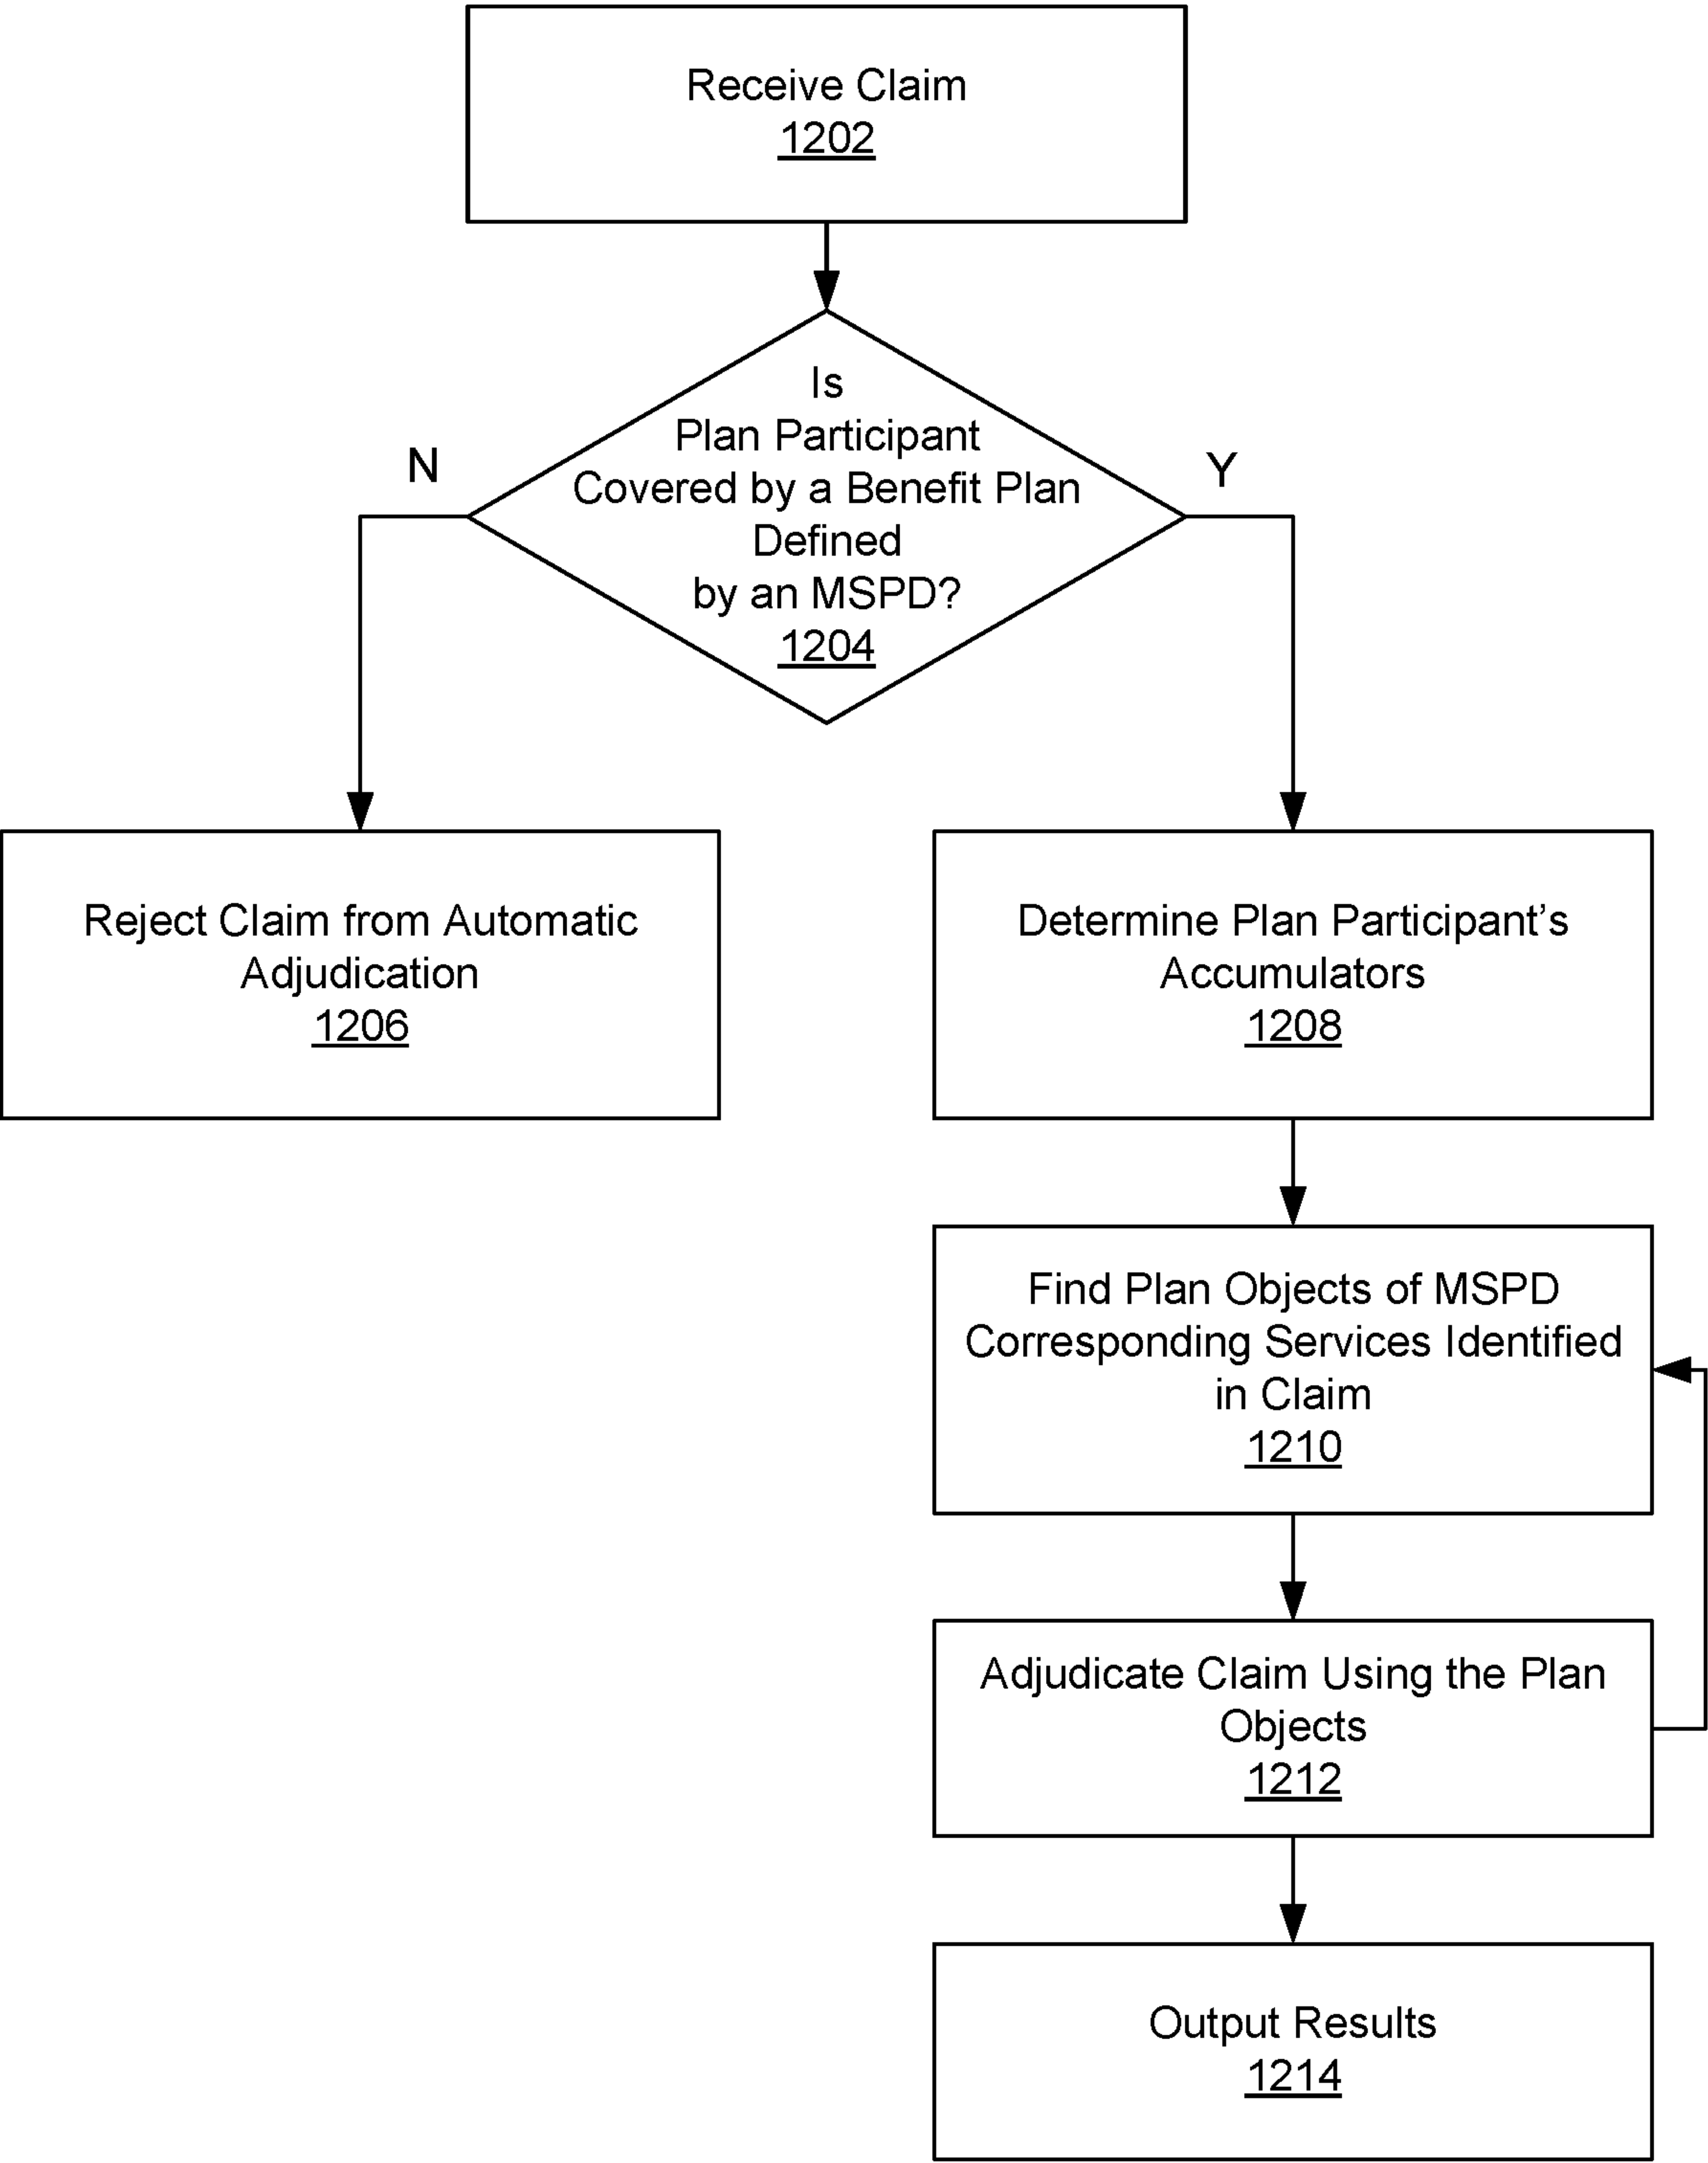 Receive Claim
1202
Is
Plan Participant
Covered by a Benefit Plan
Defined
by an MSPD?
1204
N
Y
Reject Claim from Automatic
Adjudication
1206
Determine Plan Participant’s
Accumulators
1208
Find Plan Objects of MSPD
Corresponding Services Identified
in Claim
1210
Adjudicate Claim Using the Plan
Objects
1212
Output Results
1214